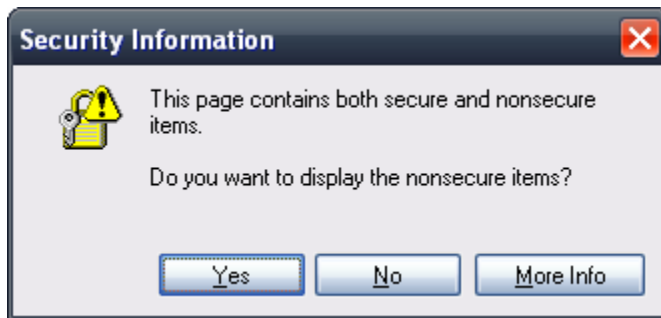 Security Information
This page contains both secure and nonsecure
items.
Do you want to display the nonsecure items?
Yes No More Info